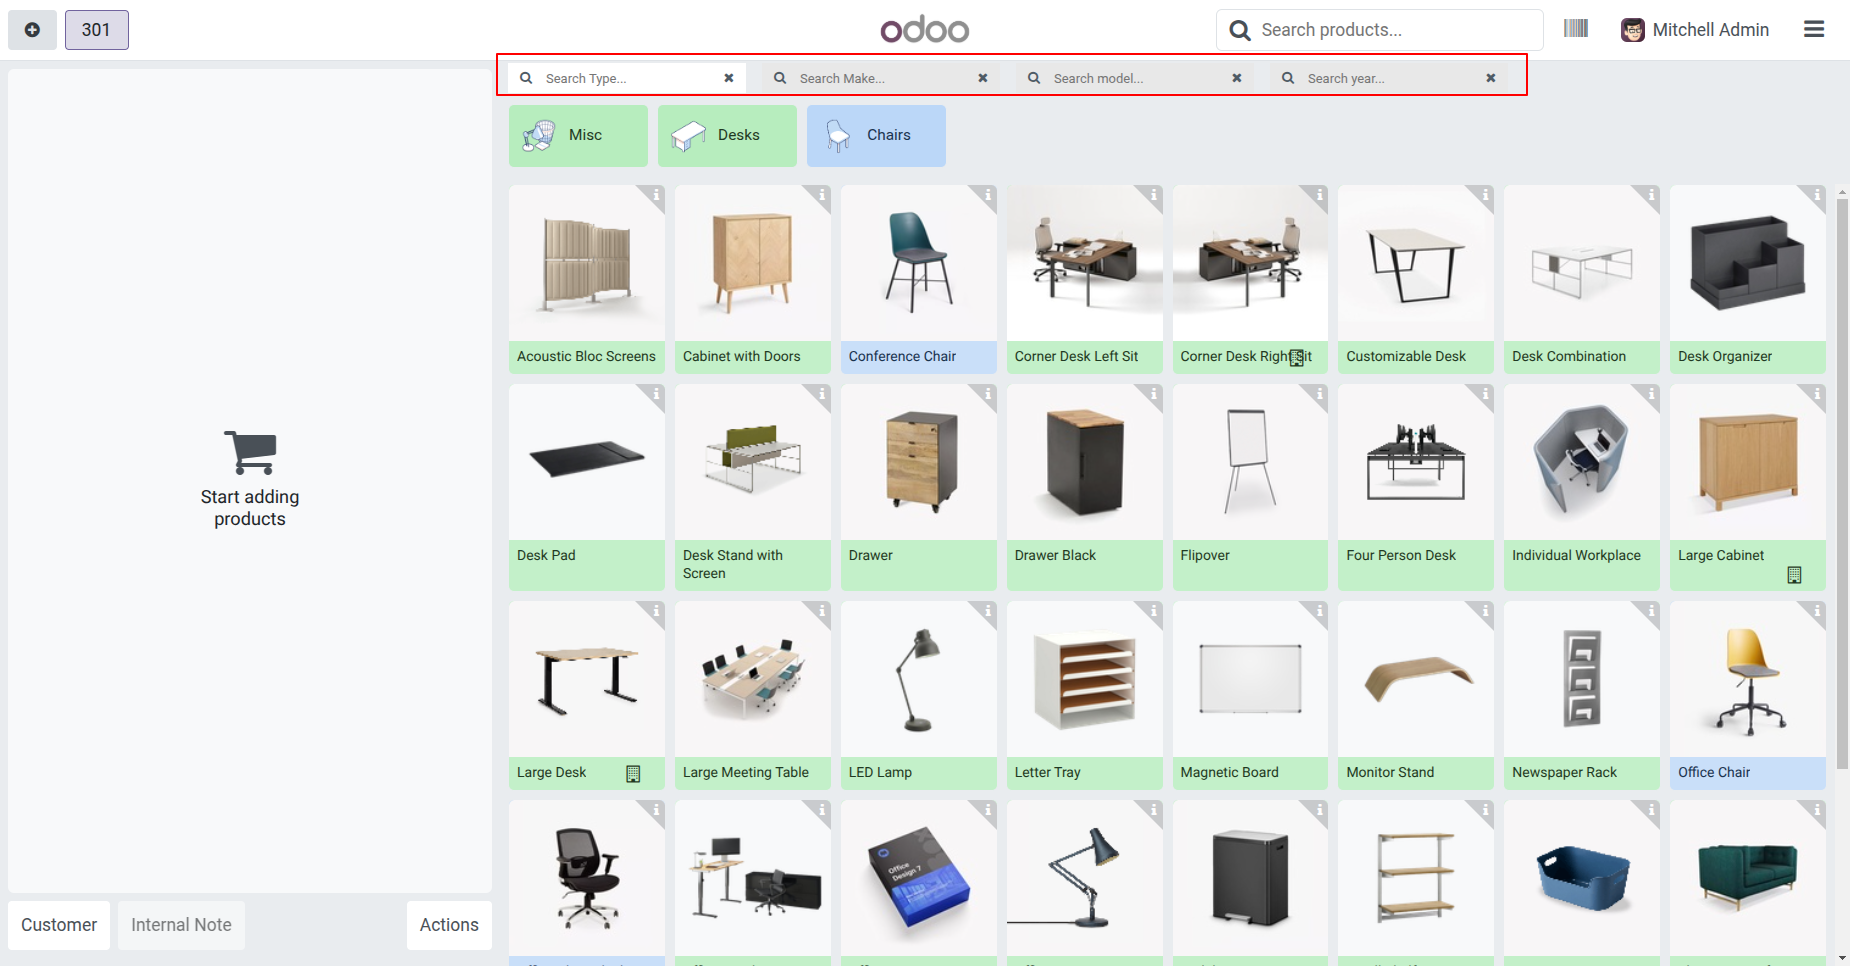 301
odoo
Search products...
Mitchell Admin
Search Type...
Search Make...
Search model...
Search year...
Misc
Desks
Chairs
Acoustic Bloc Screens
Cabinet with Doors
Conference Chair
Corner Desk Left Sit
Corner Desk Right Sit
Customizable Desk
Desk Combination
Desk Organizer
Start adding
products
Desk Pad
Desk Stand with
Screen
Drawer
Drawer Black
Flipover
Four Person Desk
Individual Workplace
Large Cabinet
Large Desk
Large Meeting Table
LED Lamp
Letter Tray
Magnetic Board
Monitor Stand
Newspaper Rack
Office Chair
Office
Design 7
Customer
Internal Note
Actions